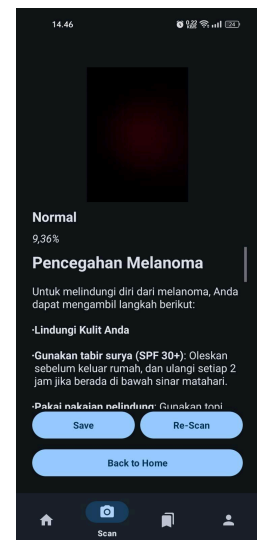 14.46
Normal
9,36%
Pencegahan Melanoma
Untuk melindungi diri dari melanoma, Anda
dapat mengambil langkah berikut:
·Lindungi Kulit Anda
·Gunakan tabir surya (SPF 30+): Oleskan
sebelum keluar rumah, dan ulangi setiap 2
jam jika berada di bawah sinar matahari.
·Pakai pakaian pelindung: Gunakan topi
Save
Re-Scan
Back to Home
Scan